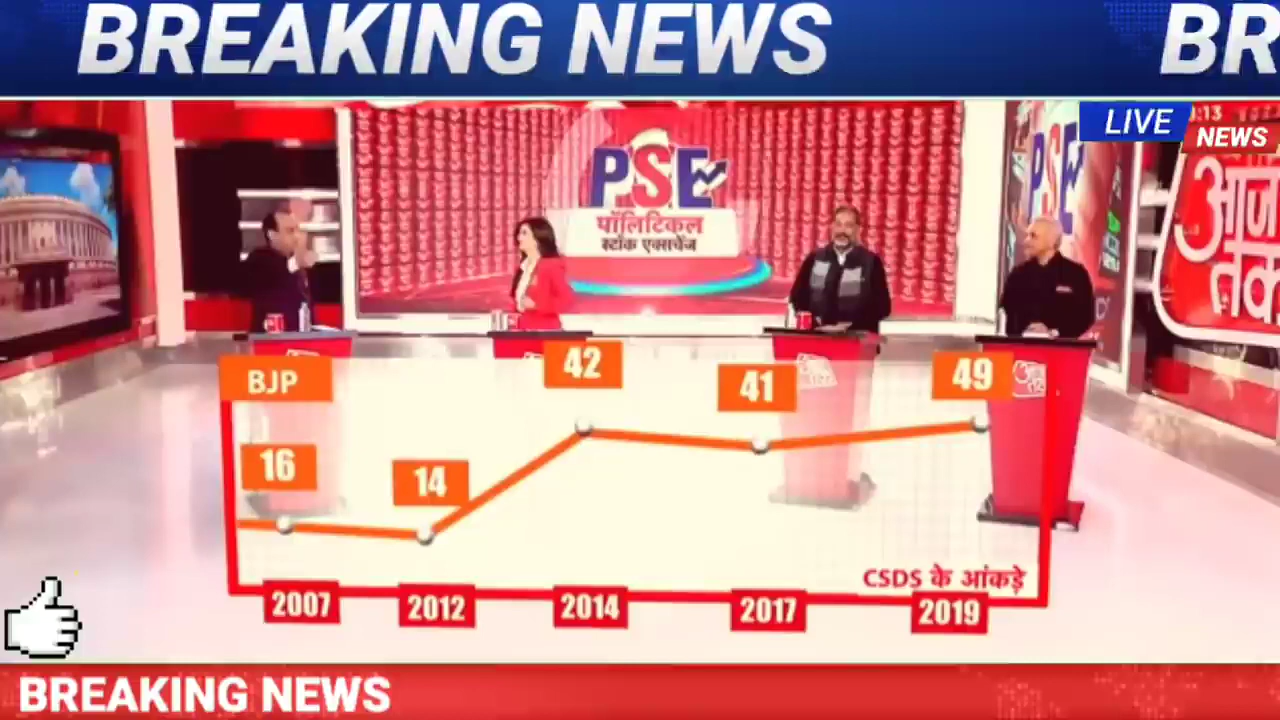 BREAKING NEWS
BR
LIVE
NEWS
PSE
पॉलिटिकल
स्टॉक एक्सचेंज
PSE
आज
तक
BJP
16
14
42
41
49
CSDS के आंकड़े
2007
2012
2014
2017
2019
BREAKING NEWS